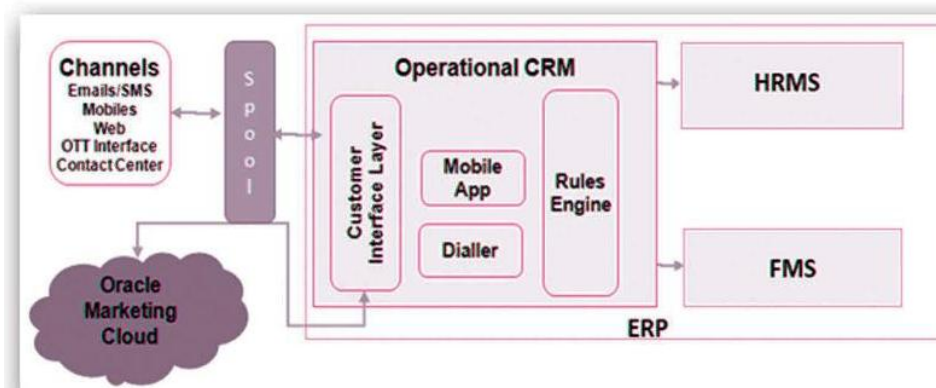 Channels
Emails/SMS
Mobiles
Web
OTT Interface
Contact Center
Spool
Operational CRM
Customer
Interface Layer
Mobile
App
Dialler
Rules
Engine
HRMS
FMS
ERP
Oracle
Marketing
Cloud